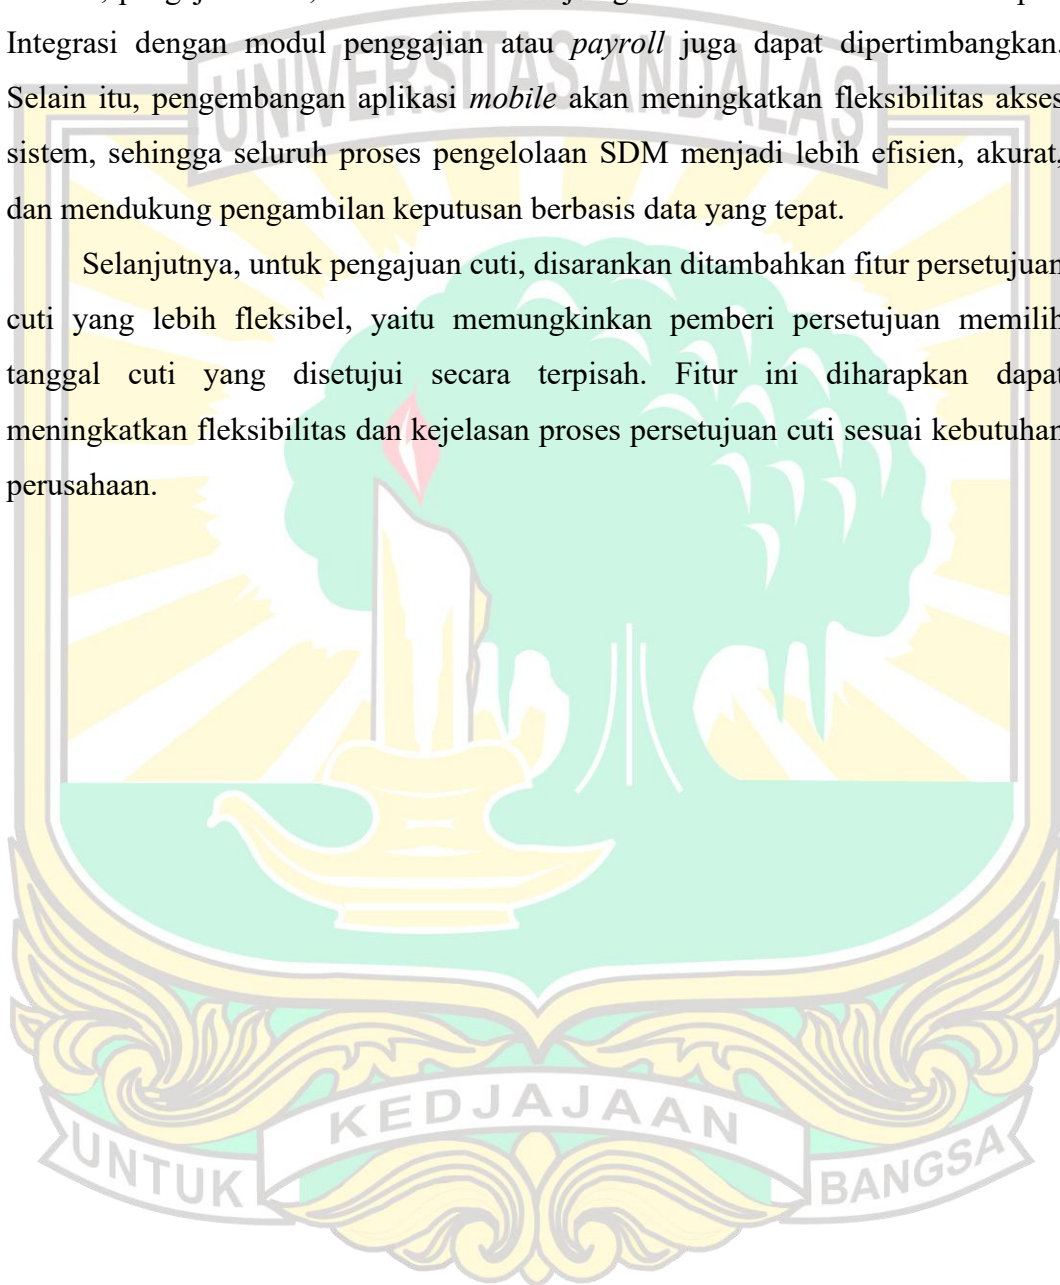 Integrasi dengan modul penggajian atau payroll juga dapat dipertimbangkan.
Selain itu, pengembangan aplikasi mobile akan meningkatkan fleksibilitas akses
sistem, sehingga seluruh proses pengelolaan SDM menjadi lebih efisien, akurat,
dan mendukung pengambilan keputusan berbasis data yang tepat.
Selanjutnya, untuk pengajuan cuti, disarankan ditambahkan fitur persetujuan
cuti yang lebih fleksibel, yaitu memungkinkan pemberi persetujuan memilih
tanggal cuti yang disetujui secara terpisah. Fitur ini diharapkan dapat
meningkatkan fleksibilitas dan kejelasan proses persetujuan cuti sesuai kebutuhan
perusahaan.
UNIVERSITAS ANDALAS
UNTUK KEDJAJAAN BANGSA